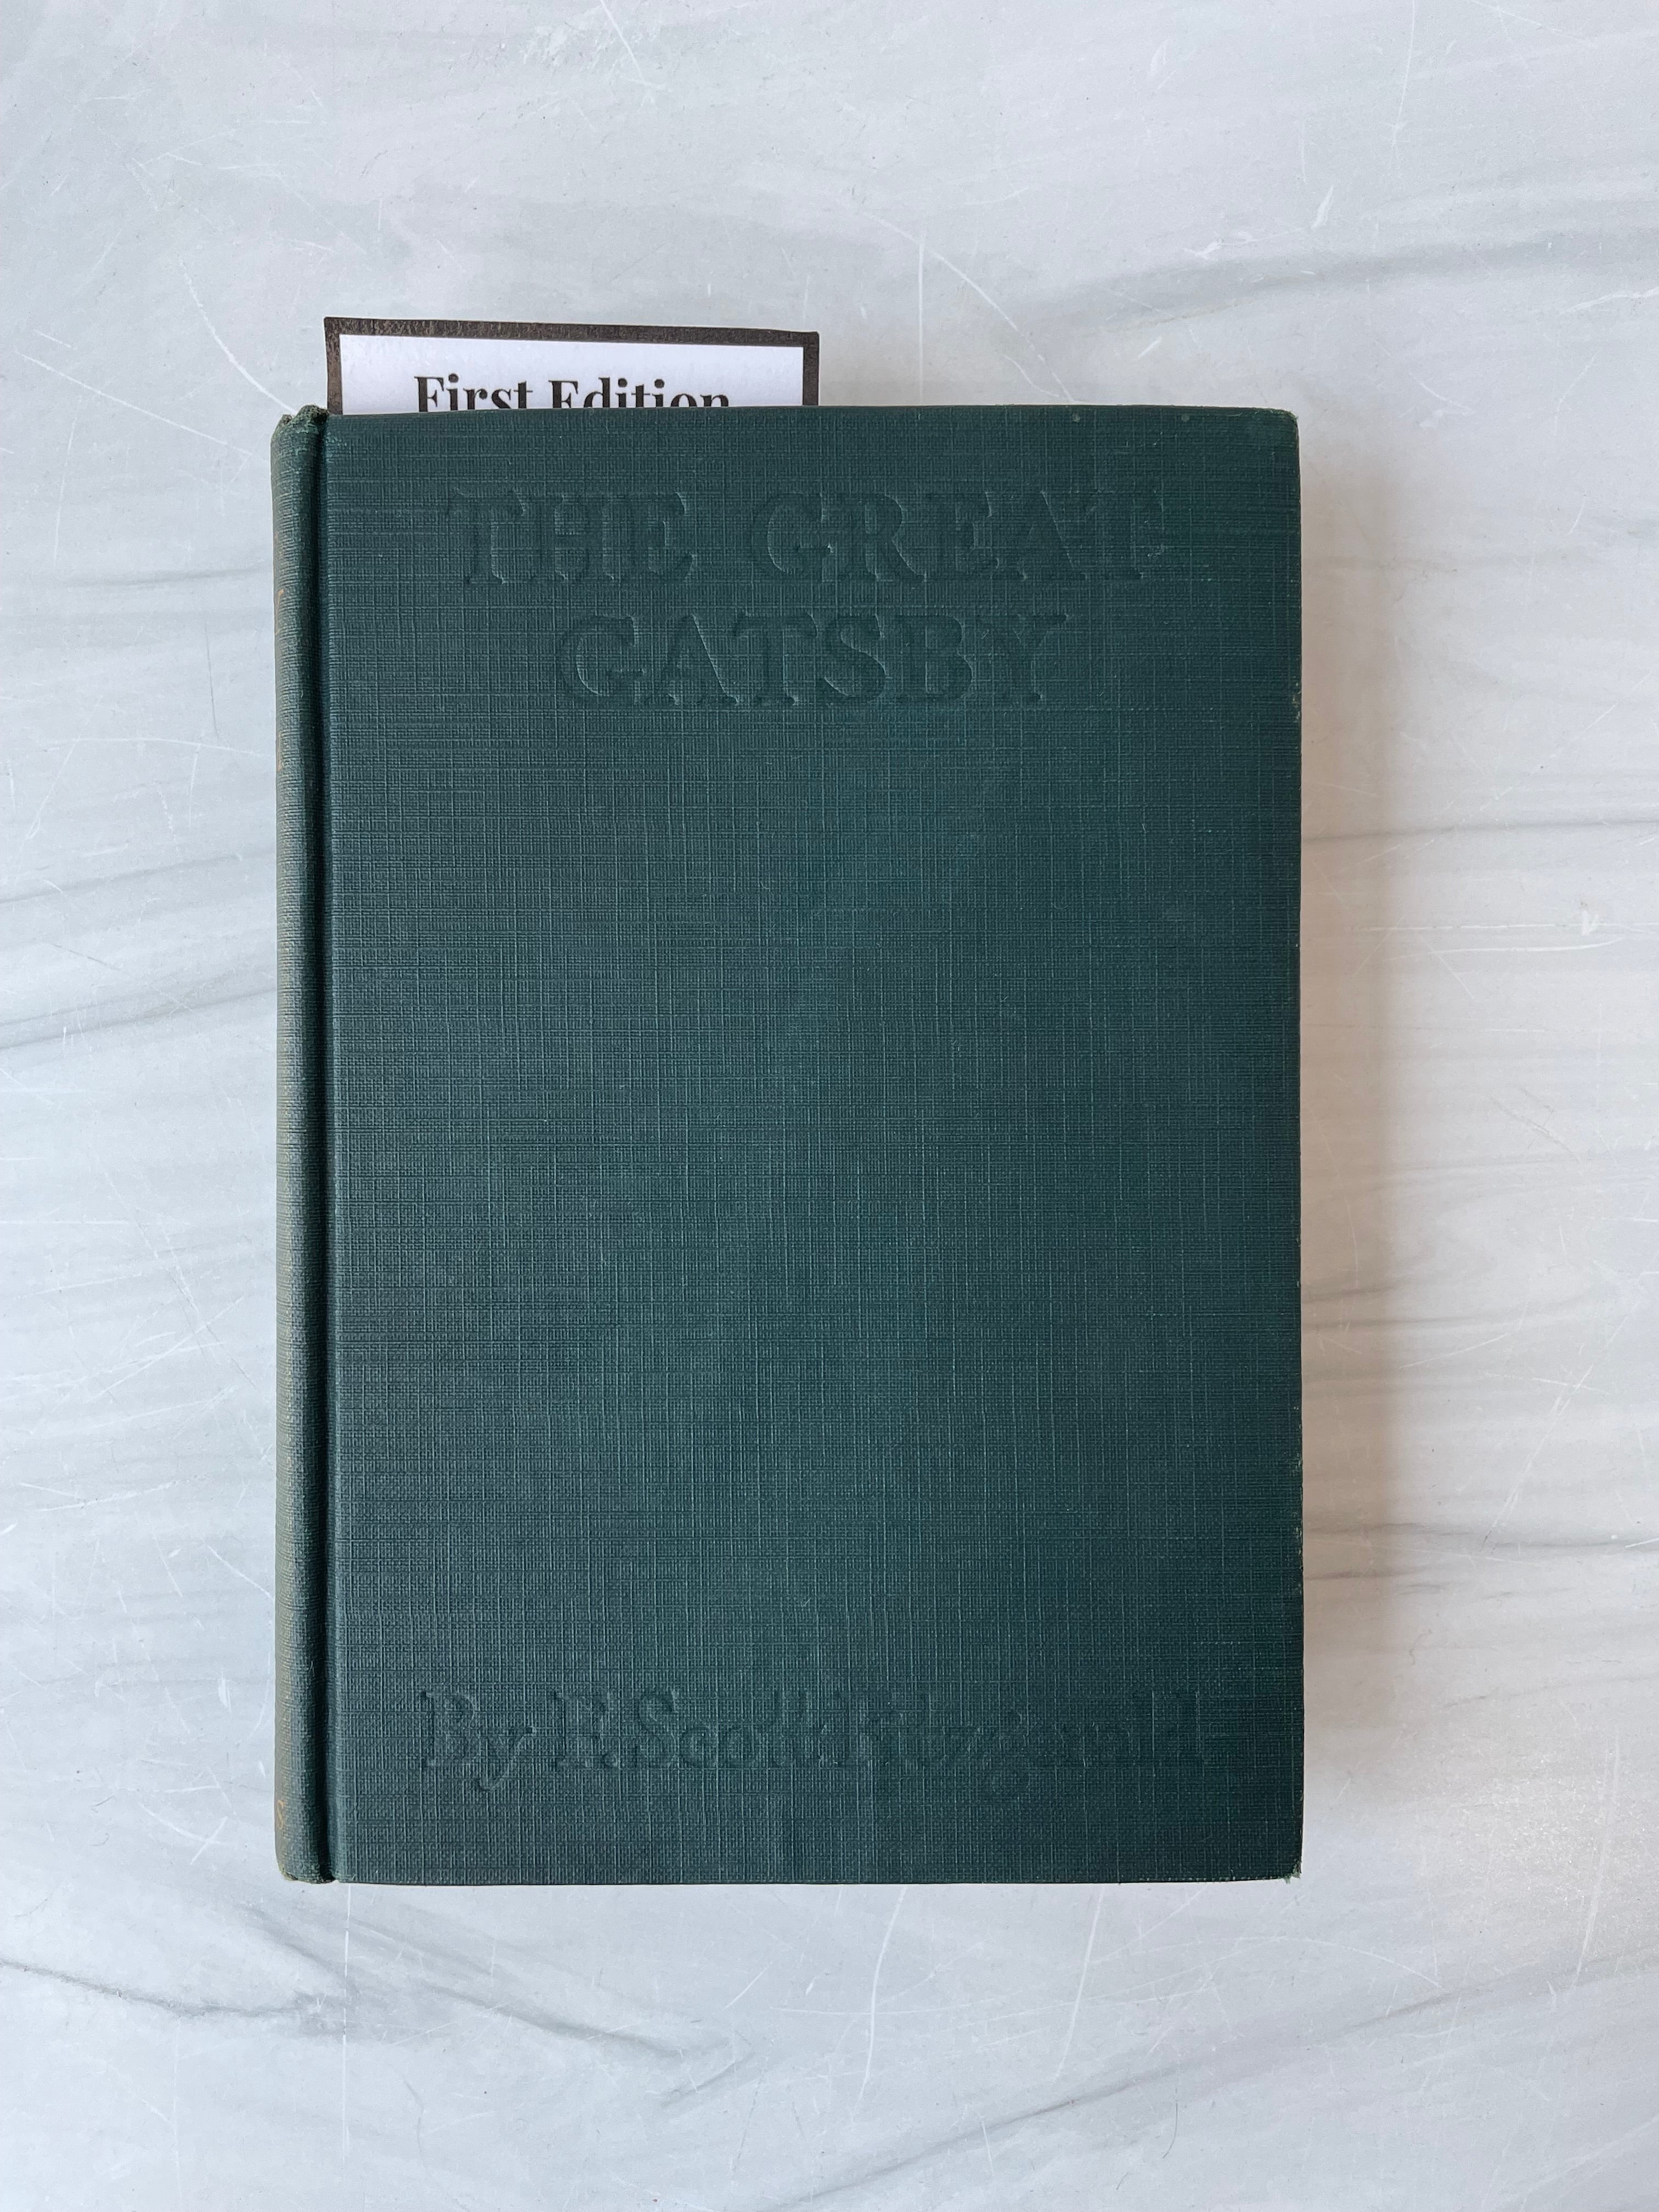 First Edition
THE GREAT
GATSBY
By F. Scott Fitzgerald